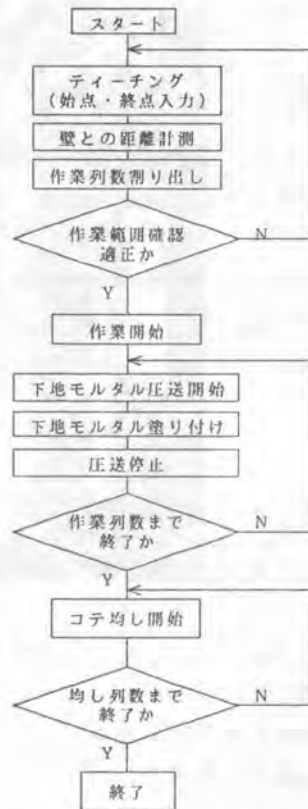 スタート
ティーチング
(始点・終点入力)
壁との距離計測
作業列数割り出し
作業範囲確認
適正か
N
Y
作業開始
下地モルタル圧送開始
下地モルタル塗り付け
圧送停止
作業列数まで
終了か
N
Y
コテ均し開始
均し列数まで
終了か
N
Y
終了